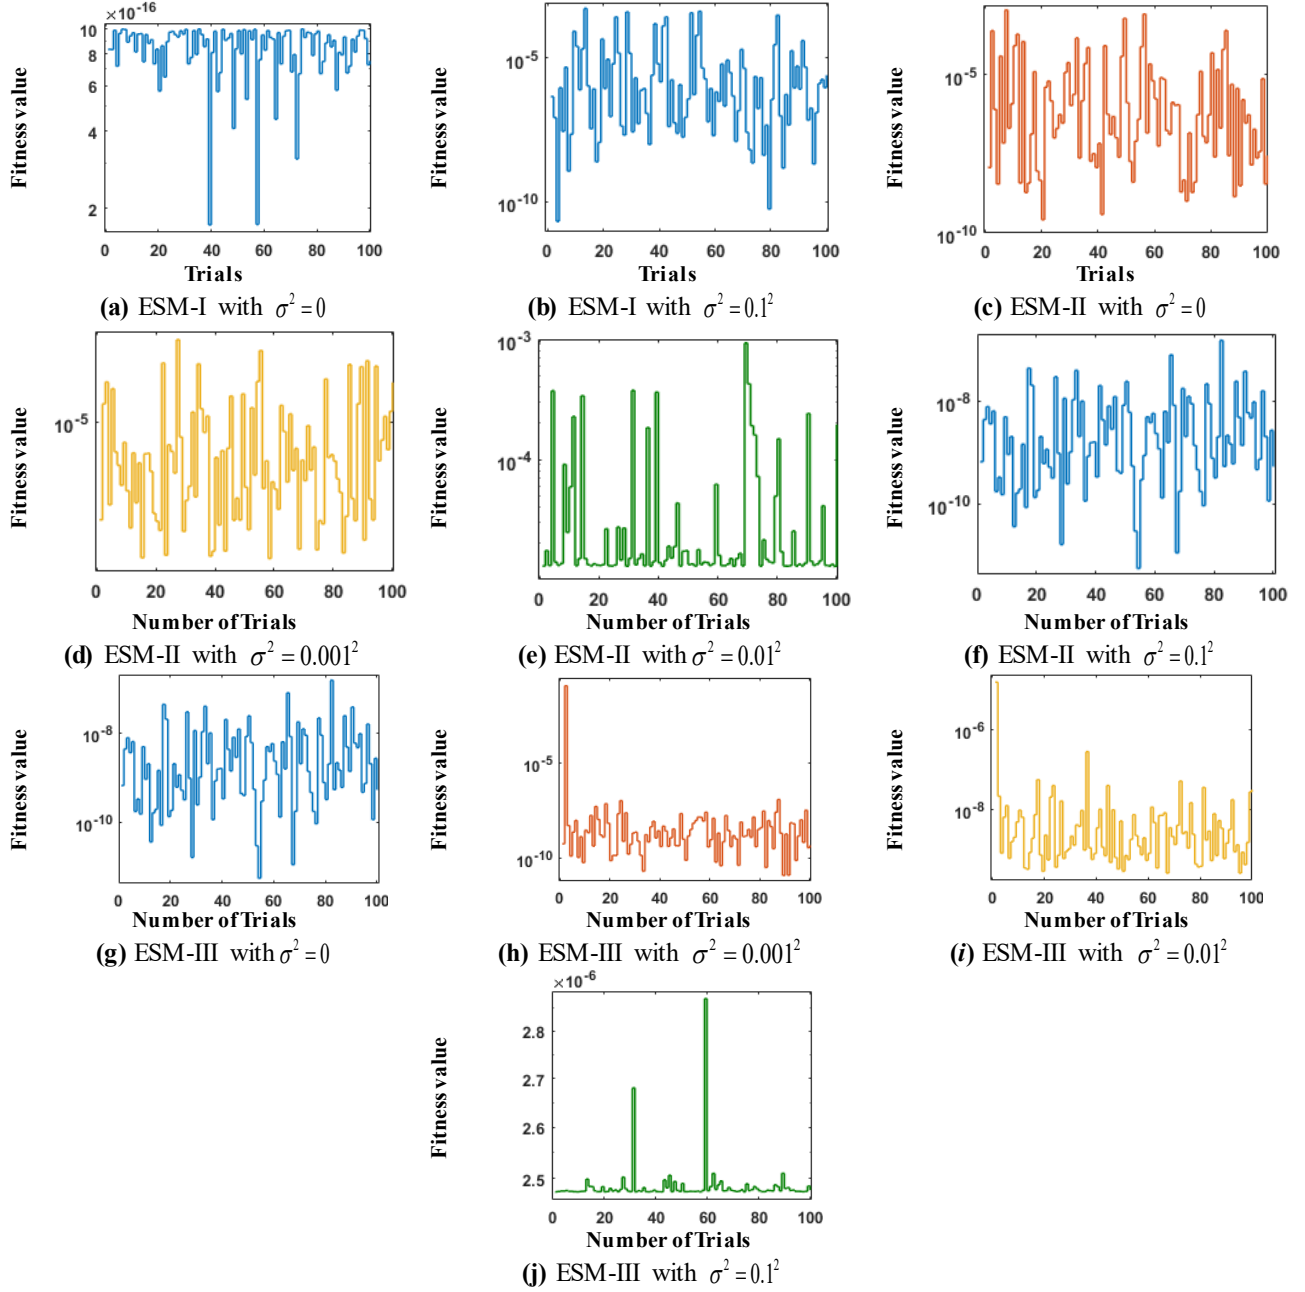 ×10^-16
10
8
6
4
2
0 20 40 60 80 100
Fitness value
Trials
(a) ESM-I with σ² = 0
10^-5
10^-10
0 20 40 60 80 100
Fitness value
Trials
(b) ESM-I with σ² = 0.1²
10^-5
10^-10
0 20 40 60 80 100
Fitness value
Trials
(c) ESM-II with σ² = 0
10^-5
0 20 40 60 80 100
Fitness value
Number of Trials
(d) ESM-II with σ² = 0.001²
10^-3
10^-4
0 20 40 60 80 100
Fitness value
Number of Trials
(e) ESM-II with σ² = 0.01²
10^-8
10^-10
0 20 40 60 80 100
Fitness value
Number of Trials
(f) ESM-II with σ² = 0.1²
10^-8
10^-10
0 20 40 60 80 100
Fitness value
Number of Trials
(g) ESM-III with σ² = 0
10^-5
10^-10
0 20 40 60 80 100
Fitness value
Number of Trials
(h) ESM-III with σ² = 0.001²
10^-6
10^-8
0 20 40 60 80 100
Fitness value
Number of Trials
(i) ESM-III with σ² = 0.01²
×10^-6
2.8
2.7
2.6
2.5
0 20 40 60 80 100
Fitness value
Number of Trials
(j) ESM-III with σ² = 0.1²